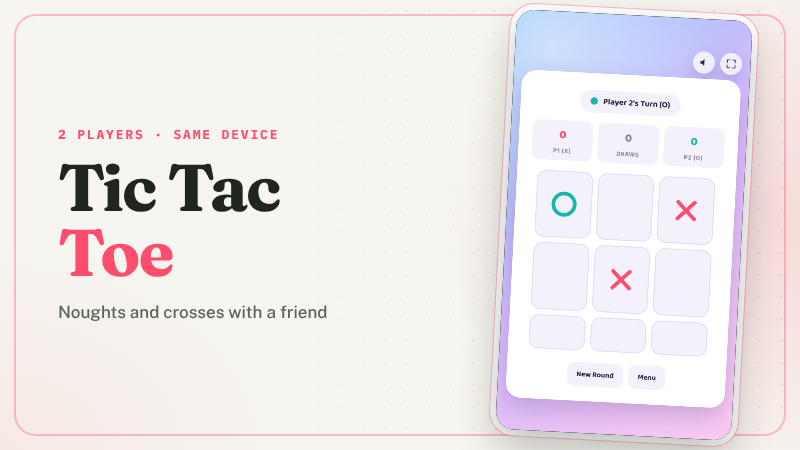 2 PLAYERS · SAME DEVICE
Tic Tac
Toe
Noughts and crosses with a friend
Player 2's Turn (O)
0 0 0
P1 (X) DRAWS P2 (O)
New Round Menu